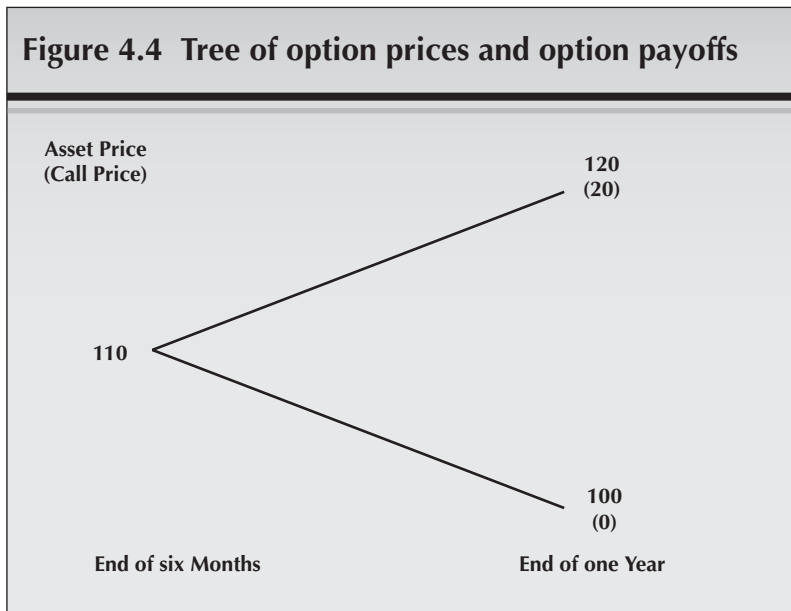 Figure 4.4 Tree of option prices and option payoffs
Asset Price
(Call Price)
120
(20)
110
100
(0)
End of six Months
End of one Year